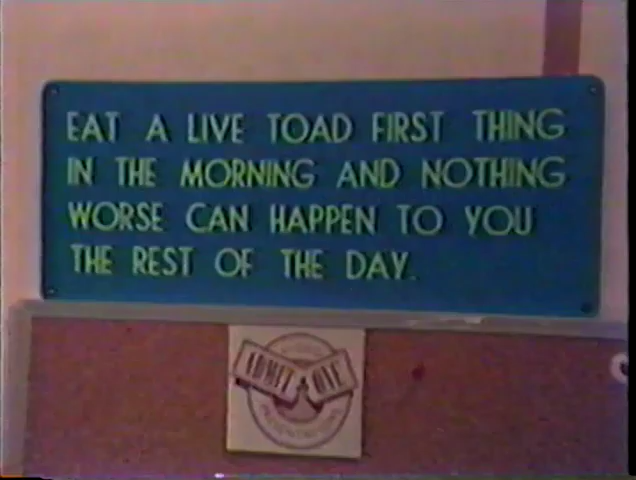 EAT A LIVE TOAD FIRST THING
IN THE MORNING AND NOTHING
WORSE CAN HAPPEN TO YOU
THE REST OF THE DAY.
ADMIT ONE